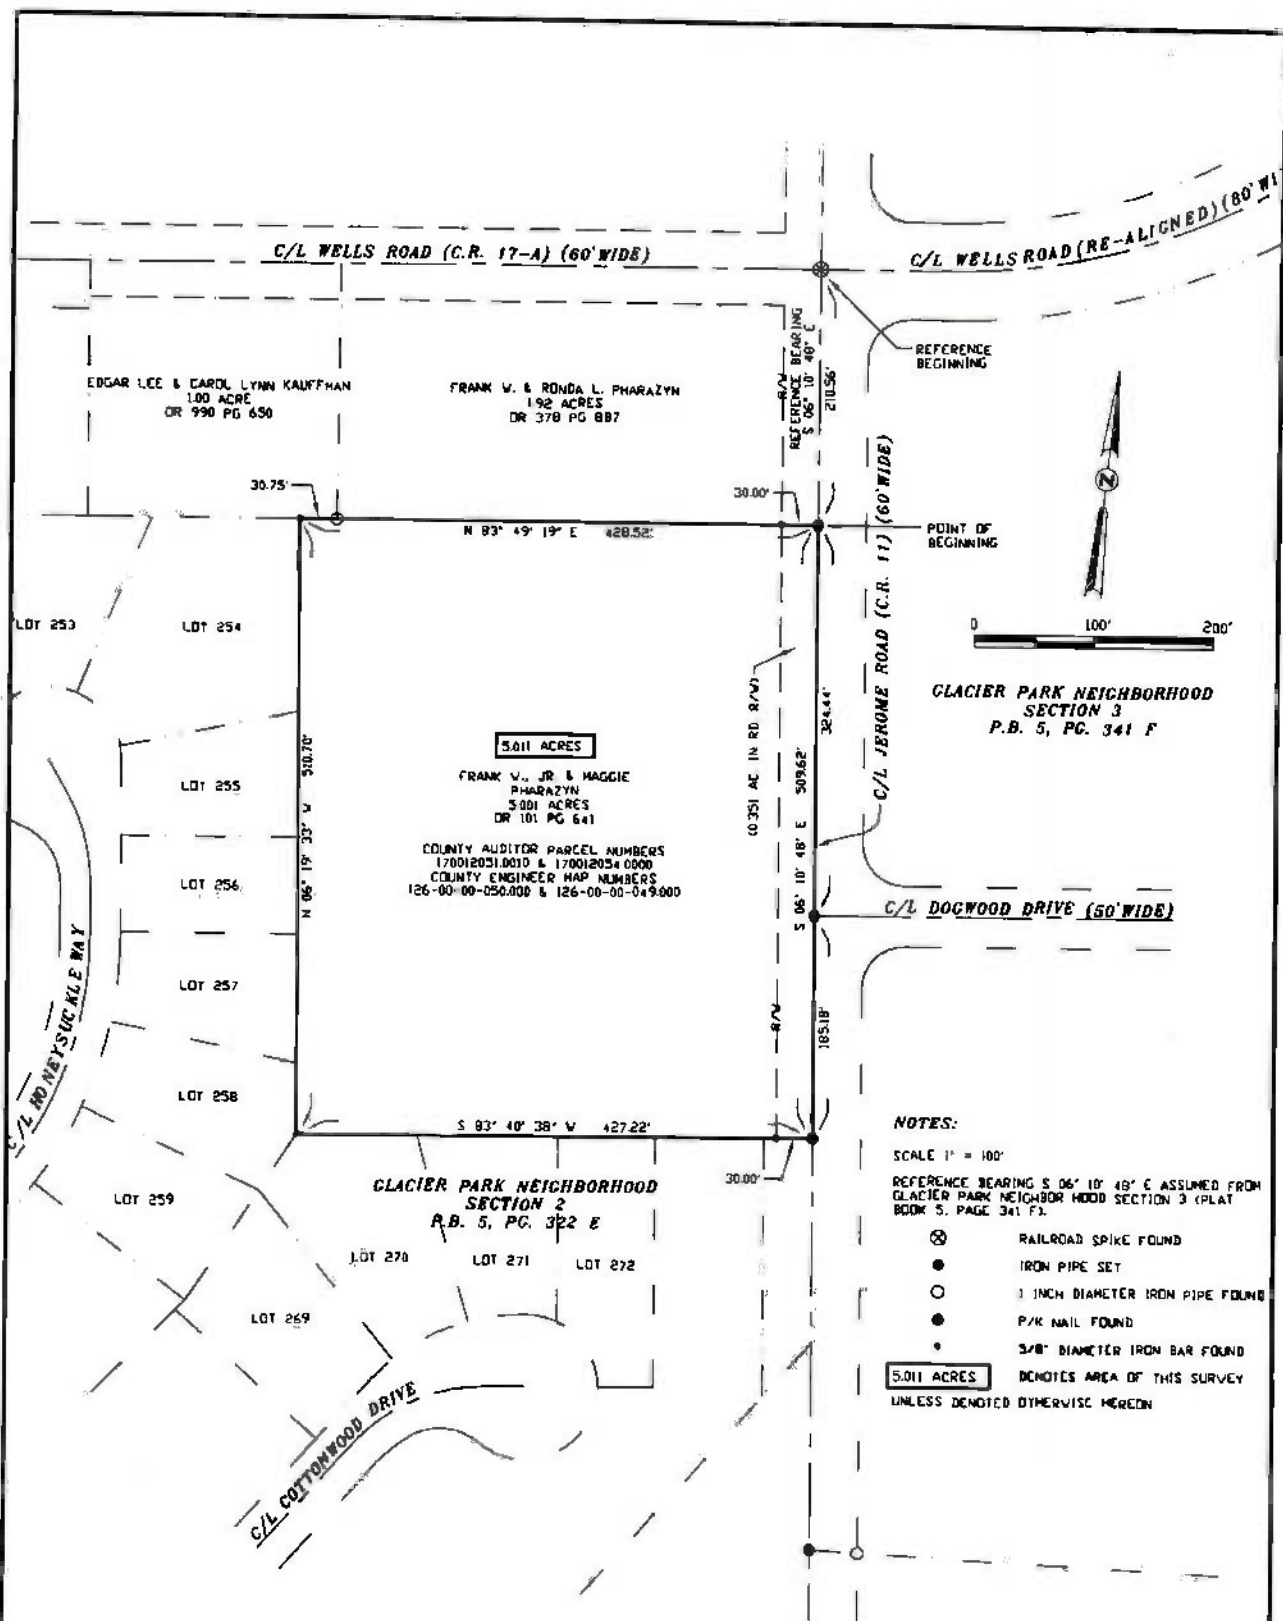 C/L WELLS ROAD (C.R. 17-A) (60' WIDE)
C/L WELLS ROAD (RE-ALIGNED) (80' WI
REFERENCE
BEGINNING
REFERENCE BEARING
S 06° 10' 48" E
210.56'
R/W
EDGAR LEE & CAROL LYNN KAUFFMAN
1.00 ACRE
OR 990 PG 650
FRANK W. & RONDA L. PHARAZYN
1.92 ACRES
OR 378 PG 887
30.75'
30.00'
N 83° 49' 19" E 428.52'
POINT OF
BEGINNING
C/L JEROME ROAD (C.R. 11) (60' WIDE)
N
0 100' 200'
GLACIER PARK NEIGHBORHOOD
SECTION 3
P.B. 5, PG. 341 F
LOT 253
LOT 254
LOT 255
LOT 256
LOT 257
LOT 258
LOT 259
N 06° 19' 33" W 510.70'
5.011 ACRES
FRANK W., JR. & MAGGIE
PHARAZYN
5.001 ACRES
OR 101 PG 641
COUNTY AUDITOR PARCEL NUMBERS
170012051.0010 & 170012054.0000
COUNTY ENGINEER MAP NUMBERS
126-00-00-050.000 & 126-00-00-049.000
(0.351 AC IN RD R/W)
S 06° 10' 48" E 509.62'
324.44'
185.18'
R/W
C/L DOGWOOD DRIVE (50' WIDE)
C/L HONEYSUCKLE WAY
S 83° 40' 38" W 427.22'
30.00'
GLACIER PARK NEIGHBORHOOD
SECTION 2
P.B. 5, PG. 322 E
LOT 270
LOT 271
LOT 272
LOT 269
C/L COTTONWOOD DRIVE
NOTES:
SCALE 1" = 100'
REFERENCE BEARING S 06° 10' 48" E ASSUMED FROM
GLACIER PARK NEIGHBOR HOOD SECTION 3 (PLAT
BOOK 5, PAGE 341 F).
RAILROAD SPIKE FOUND
IRON PIPE SET
1 INCH DIAMETER IRON PIPE FOUND
P/K NAIL FOUND
5/8" DIAMETER IRON BAR FOUND
5.011 ACRES DENOTES AREA OF THIS SURVEY
UNLESS DENOTED OTHERWISE HEREON